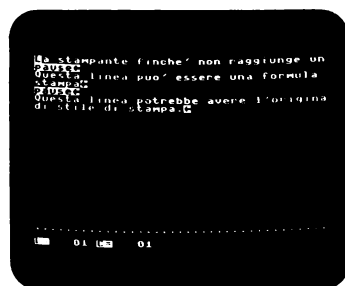 La stampante finche' non raggiunge un
pause
Questa linea puo' essere una formula
stampa
pause
Questa linea potrebbe avere l'origina
di stile di stampa.
01 01